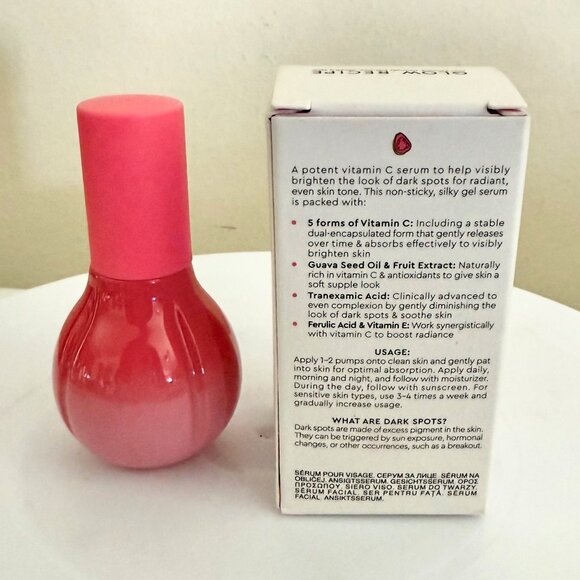 GLOW RECIPE
A potent vitamin C serum to help visibly
brighten the look of dark spots for radiant,
even skin tone. This non-sticky, silky gel serum
is packed with:
• 5 forms of Vitamin C: Including a stable
dual-encapsulated form that gently releases
over time & absorbs effectively to visibly
brighten skin
• Guava Seed Oil & Fruit Extract: Naturally
rich in vitamin C & antioxidants to give skin a
soft supple look
• Tranexamic Acid: Clinically advanced to
even complexion by gently diminishing the
look of dark spots & soothe skin
• Ferulic Acid & Vitamin E: Work synergistically
with vitamin C to boost radiance
USAGE:
Apply 1-2 pumps onto clean skin and gently pat
into skin for optimal absorption. Apply daily,
morning and night, and follow with moisturizer.
During the day, follow with sunscreen. For
sensitive skin types, use 3-4 times a week and
gradually increase usage.
WHAT ARE DARK SPOTS?
Dark spots are made of excess pigment in the skin.
They can be triggered by sun exposure, hormonal
changes, or other occurrences, such as a breakout.
SÉRUM POUR VISAGE. СЕРУМ ЗА ЛИЦЕ. SÉRUM NA
OBLIČEJ. ANSIGTSSERUM. GESICHTSSERUM. ΟΡΟΣ
ΠΡΟΣΩΠΟΥ. SIERO VISO. SERUM DO TWARZY.
SÉRUM FACIAL. SER PENTRU FAȚĂ. SÉRUM
FACIAL. ANSIKTSSERUM.